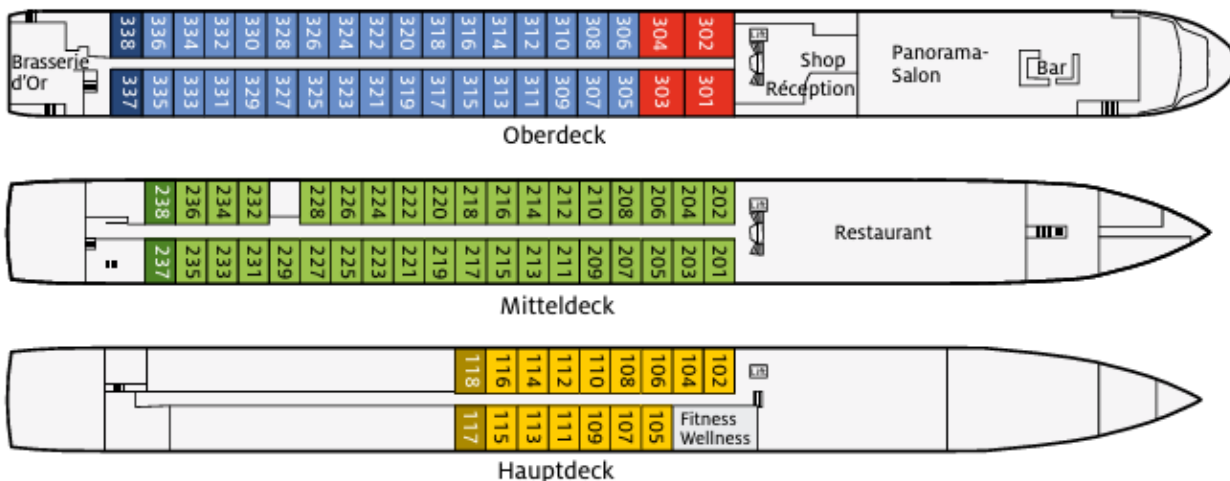 338 336 334 332 330 328 326 324 322 320 318 316 314 312 310 308 306 304 302
Lift
Brasserie
d'Or
Shop
Réception
Panorama-
Salon
Bar
337 335 333 331 329 327 325 323 321 319 317 315 311 309 307 305 303 301
Oberdeck
238 236 234 232 228 226 224 222 220 218 216 214 212 210 208 206 204 202
Lift
Restaurant
237 235 233 231 229 227 225 223 221 219 217 215 213 211 209 207 205 203 201
Mitteldeck
118 116 114 112 110 108 106 104 102
Lift
117 115 113 111 109 107 105
Fitness
Wellness
Hauptdeck